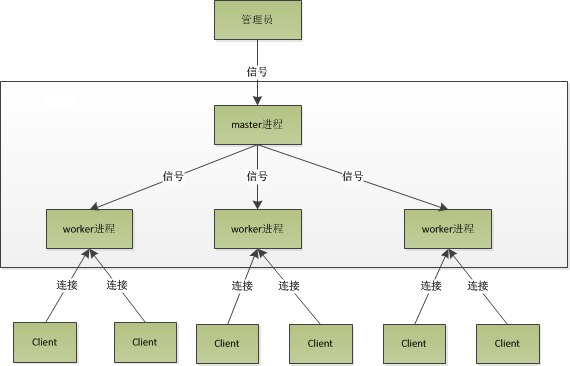 管理员
信号
master进程
信号
信号
信号
worker进程
worker进程
worker进程
连接
连接
连接
连接
连接
连接
Client
Client
Client
Client
Client
Client